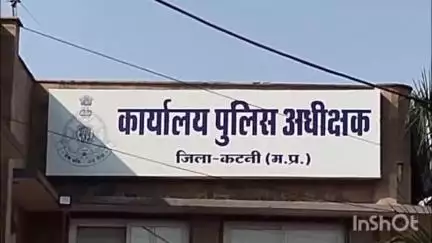 कार्यालय पुलिस अधीक्षक
जिला-कटनी (म.प्र.)
InShOt